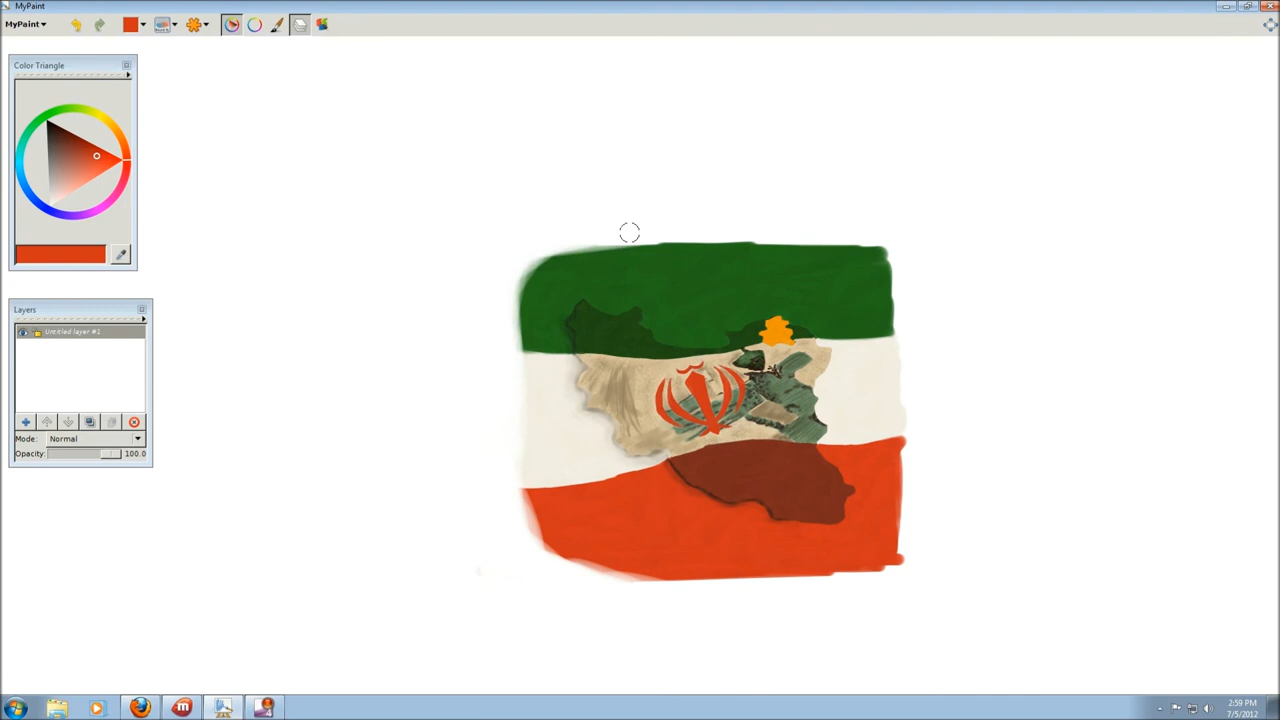 MyPaint
MyPaint
Color Triangle
Layers
Untitled layer #1
Mode: Normal
Opacity: 100.0
2:59 PM
7/5/2012